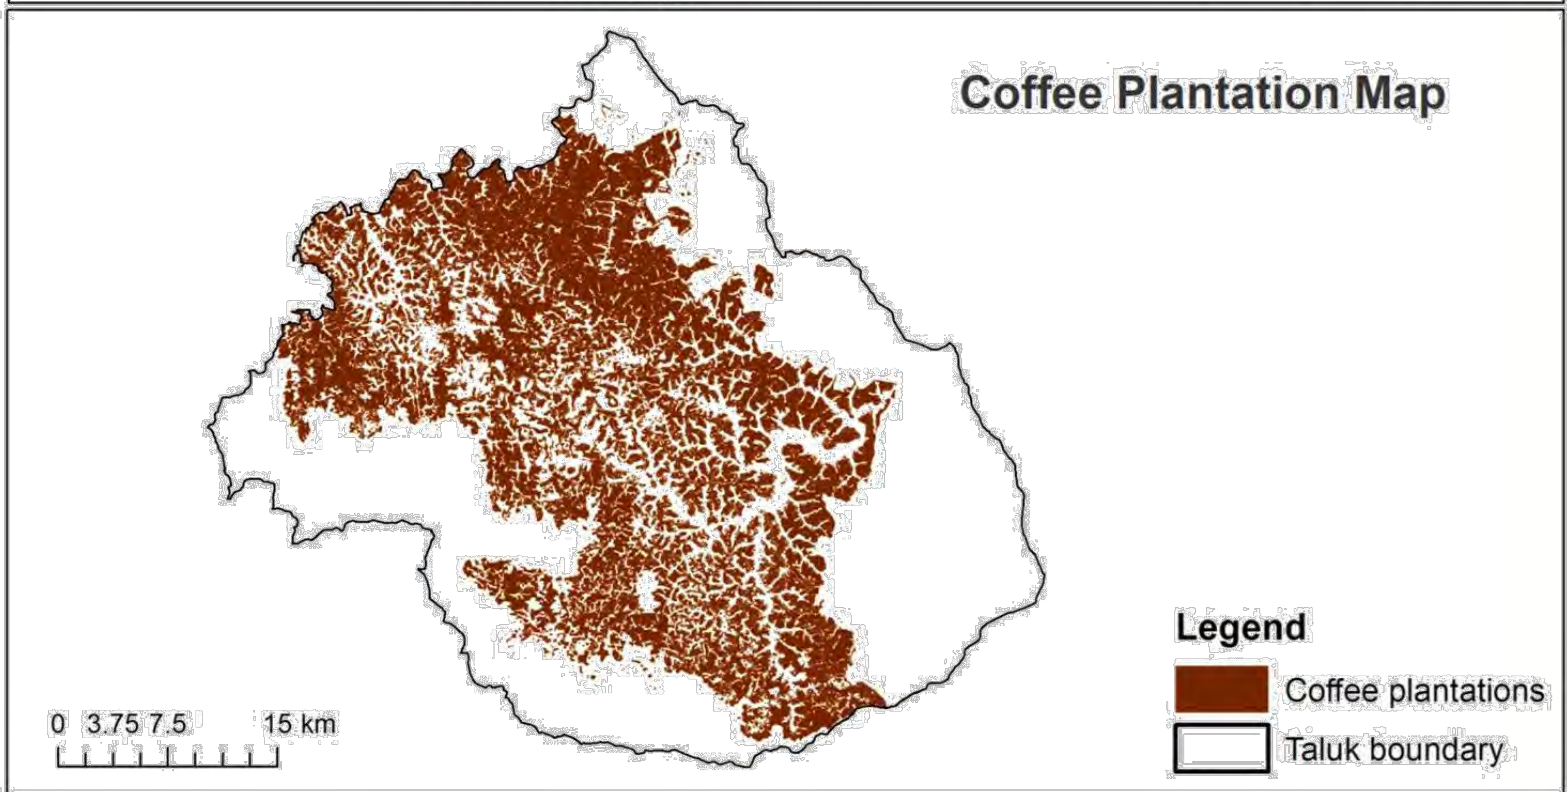 Coffee Plantation Map
Legend
Coffee plantations
Taluk boundary
0 3.75 7.5 15 km